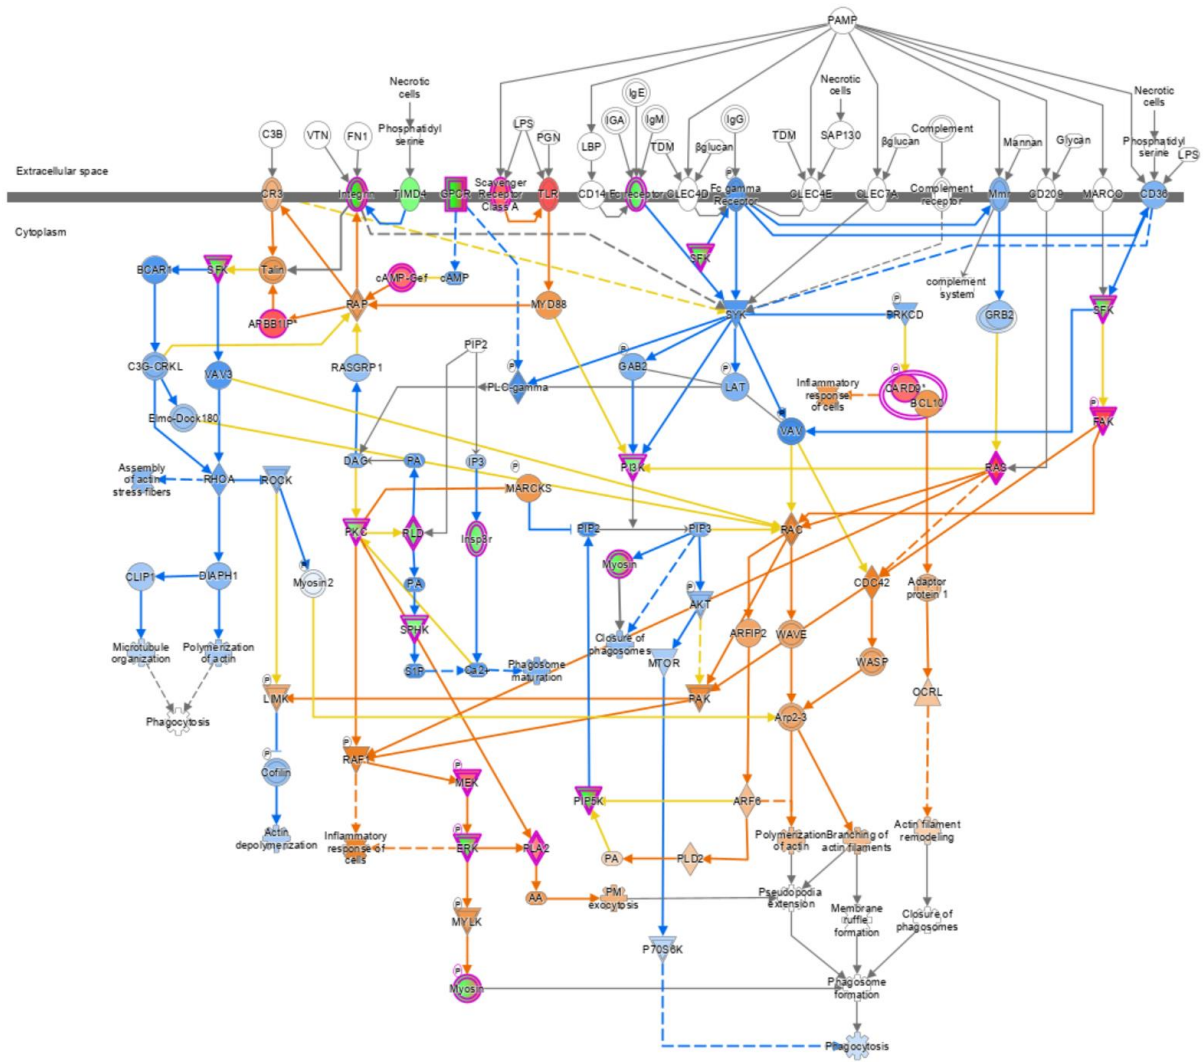 PAMP
Necrotic
cells
Necrotic
cells
Necrotic
cells
IgE
IGA
IgM
IgG
C3B
VTN
FN1
Phosphatidyl
serine
LPS
PGN
LBP
TDM
βglucan
TDM
SAP130
βglucan
Complement
Mannan
Glycan
Phosphatidyl
serine
LPS
Extracellular space
CR3
Integrin
TIMD4
GPCR
Scavenger
Receptor
Class A
TLR
CD14
Fc receptor
CLEC4D
Fc gamma
Receptor
CLEC4E
CLEC7A
Complement
receptor
Mmr
CD209
MARCO
CD36
Cytoplasm
BCAR1
SFK
Talin
cAMP-Gef
cAMP
SFK
complement
system
ARBB1IP*
RAP
MYD88
SYK
PRKCD
GRB2
SFK
C3G-CRKL
VAV3
RASGRP1
PIP2
PLC-gamma
GAB2
LAT
Inflammatory
response
of cells
CARD9*
BCL10
Elmo-Dock180
VAV
FAK
Assembly
of actin
stress fibers
RHOA
ROCK
DAG
PA
IP3
MARCKS
PI3K
RAS
PKC
PLD
Insp3r
PIP2
PIP3
RAC
CLIP1
DIAPH1
Myosin2
PA
Myosin
AKT
CDC42
Adaptor
protein 1
SPHK
Closure of
phagosomes
ARFIP2
WAVE
Microtubule
organization
Polymerization
of actin
S1P
Ca2+
Phagosome
maturation
MTOR
WASP
Phagocytosis
LIMK
PAK
OCRL
Arp2-3
RAF1
Cofilin
MEK
PIP5K
ARF6
Actin
depolymerization
Inflammatory
response of
cells
ERK
PLA2
PA
PLD2
Polymerization
of actin
Branching of
actin filaments
Actin filament
remodeling
AA
PM
exocytosis
Pseudopodia
extension
Membrane
ruffle
formation
Closure of
phagosomes
MYLK
P70S6K
Myosin
Phagosome
formation
Phagocytosis